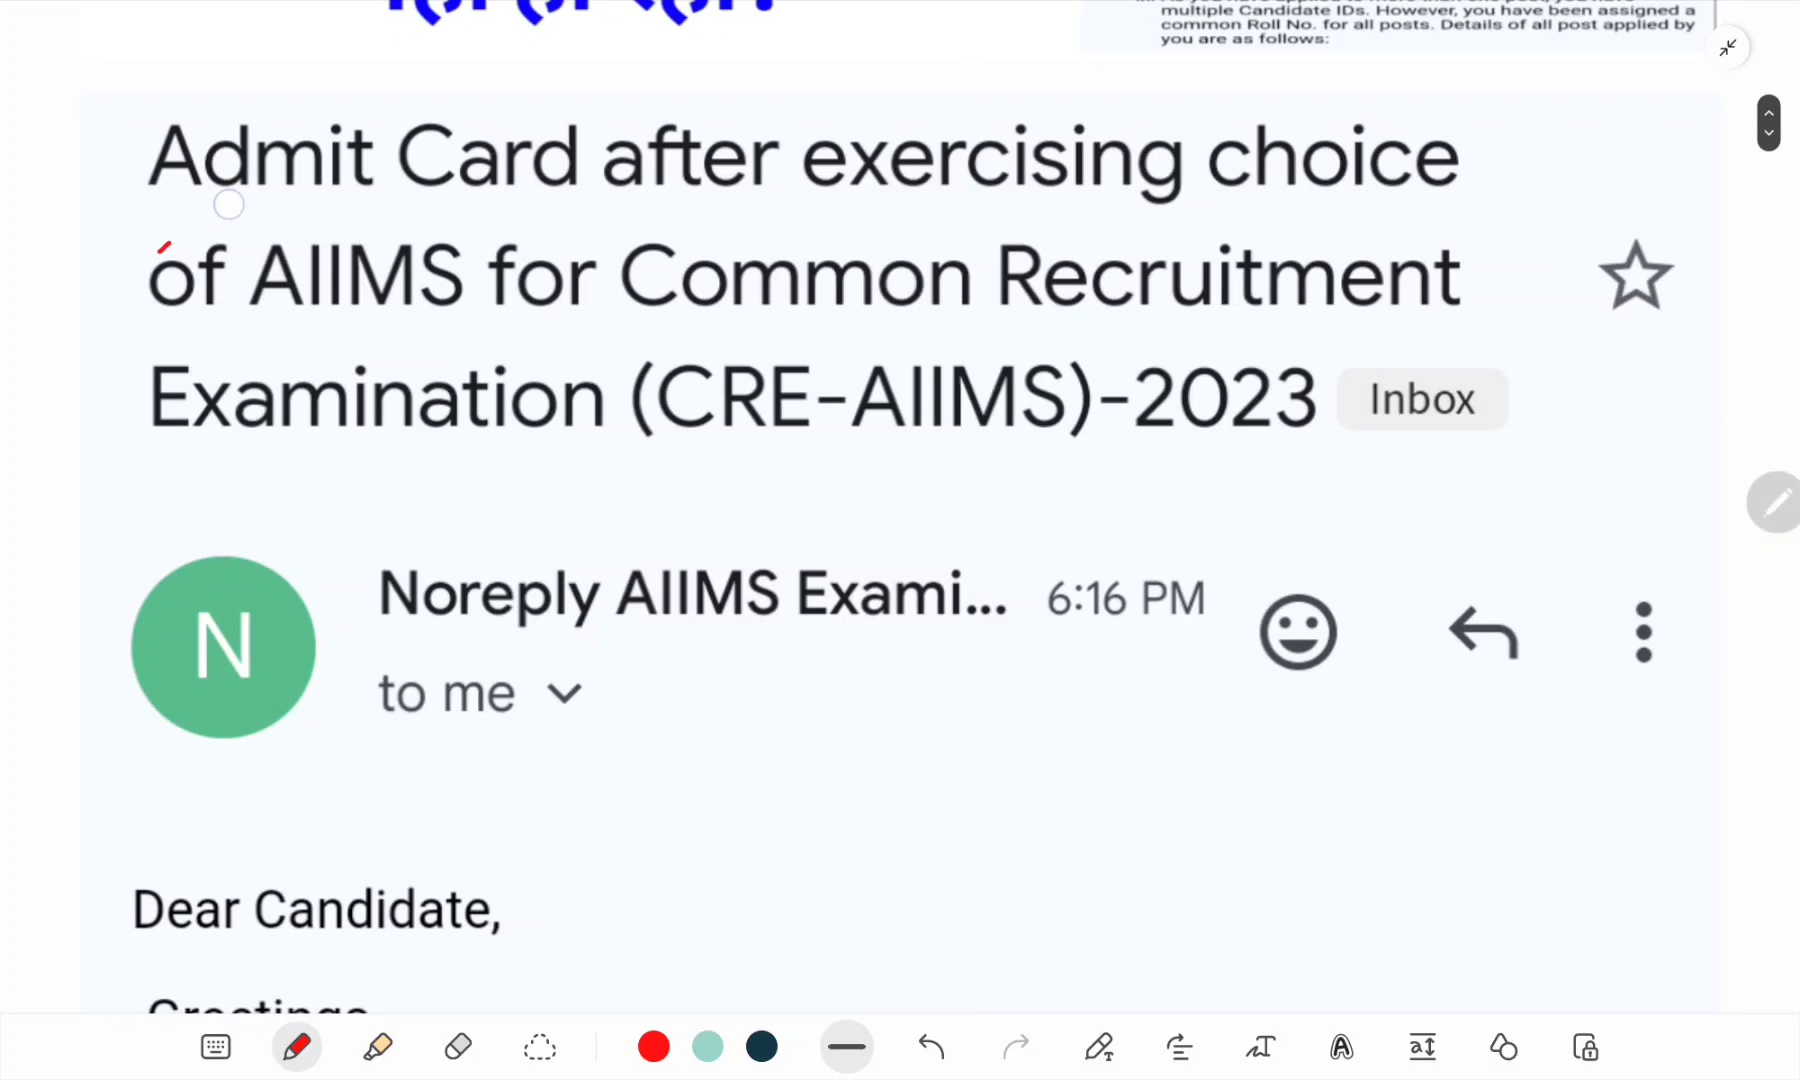 multiple Candidate IDs. However, you have been assigned a
common Roll No. for all posts. Details of all post applied by
you are as follows:
Admit Card after exercising choice
of AIIMS for Common Recruitment
Examination (CRE-AIIMS)-2023 Inbox
N
Noreply AIIMS Exami... 6:16 PM
to me
Dear Candidate,
Greetings